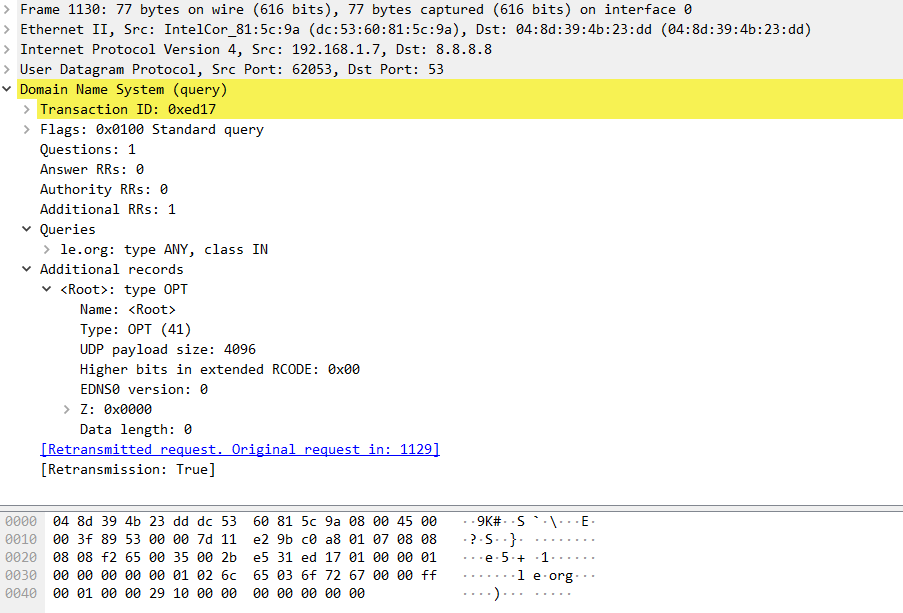 Frame 1130: 77 bytes on wire (616 bits), 77 bytes captured (616 bits) on interface 0
Ethernet II, Src: IntelCor_81:5c:9a (dc:53:60:81:5c:9a), Dst: 04:8d:39:4b:23:dd (04:8d:39:4b:23:dd)
Internet Protocol Version 4, Src: 192.168.1.7, Dst: 8.8.8.8
User Datagram Protocol, Src Port: 62053, Dst Port: 53
Domain Name System (query)
Transaction ID: 0xed17
Flags: 0x0100 Standard query
Questions: 1
Answer RRs: 0
Authority RRs: 0
Additional RRs: 1
Queries
le.org: type ANY, class IN
Additional records
<Root>: type OPT
Name: <Root>
Type: OPT (41)
UDP payload size: 4096
Higher bits in extended RCODE: 0x00
EDNS0 version: 0
Z: 0x0000
Data length: 0
[Retransmitted request. Original request in: 1129]
[Retransmission: True]
0000 04 8d 39 4b 23 dd dc 53 60 81 5c 9a 08 00 45 00 ··9K#··S `·\···E·
0010 00 3f 89 53 00 00 7d 11 e2 9b c0 a8 01 07 08 08 ·?·S··}· ········
0020 08 08 f2 65 00 35 00 2b e5 31 ed 17 01 00 00 01 ···e·5·+ ·1······
0030 00 00 00 00 00 01 02 6c 65 03 6f 72 67 00 00 ff ·······l e·org···
0040 00 01 00 00 29 10 00 00 00 00 00 00 00 ····)··· ·····